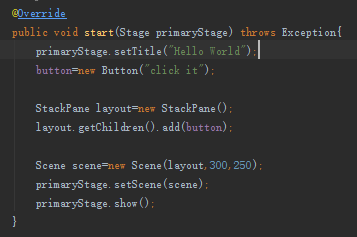 @Override
public void start(Stage primaryStage) throws Exception{
primaryStage.setTitle("Hello World");
button=new Button("click it");
StackPane layout=new StackPane();
layout.getChildren().add(button);
Scene scene=new Scene(layout,300,250);
primaryStage.setScene(scene);
primaryStage.show();
}